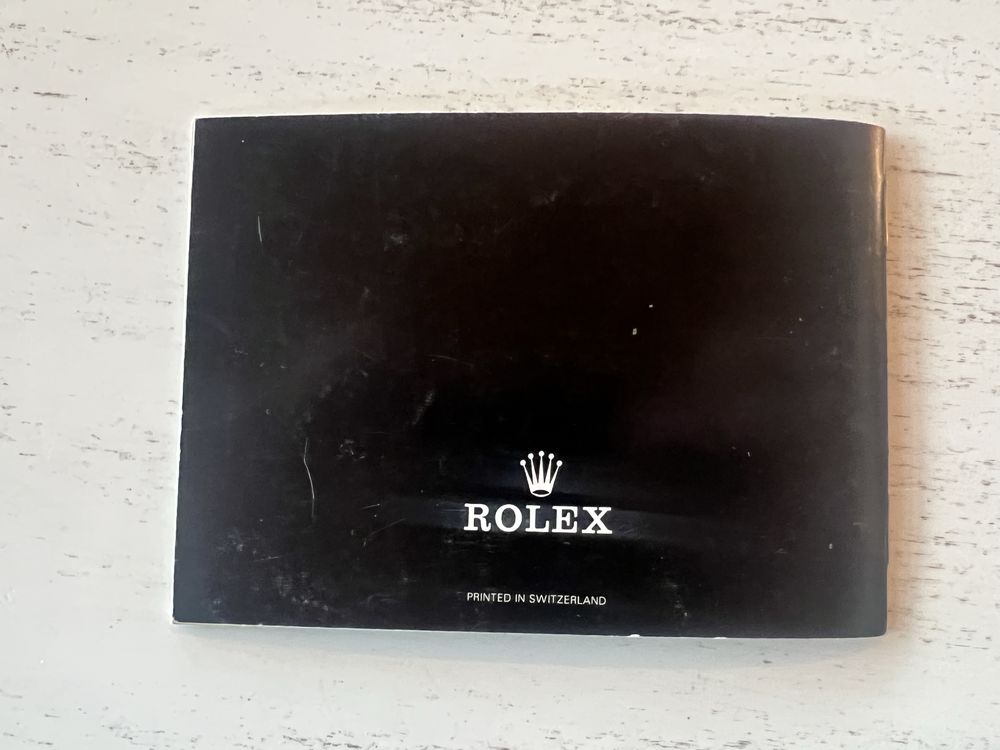 ROLEX
PRINTED IN SWITZERLAND